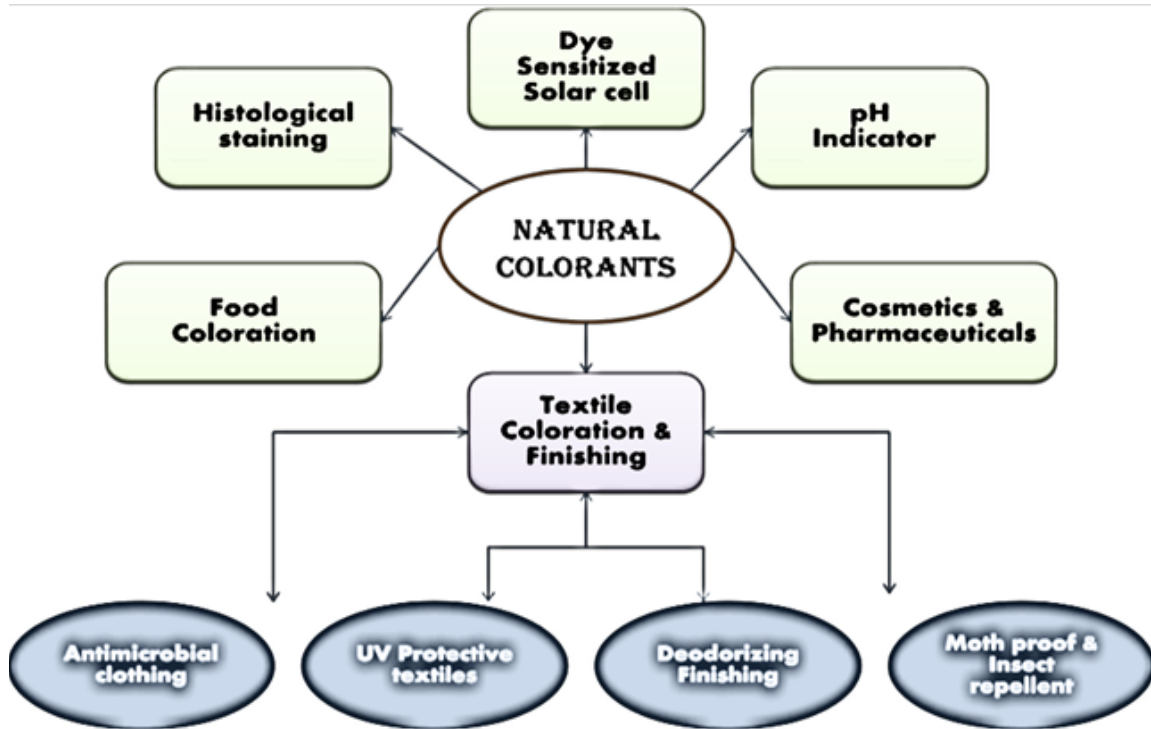 Dye
Sensitized
Solar cell
Histological
staining
pH
Indicator
NATURAL
COLORANTS
Food
Coloration
Cosmetics &
Pharmaceuticals
Textile
Coloration &
Finishing
Antimicrobial
clothing
UV Protective
textiles
Deodorizing
Finishing
Moth proof &
Insect
repellent